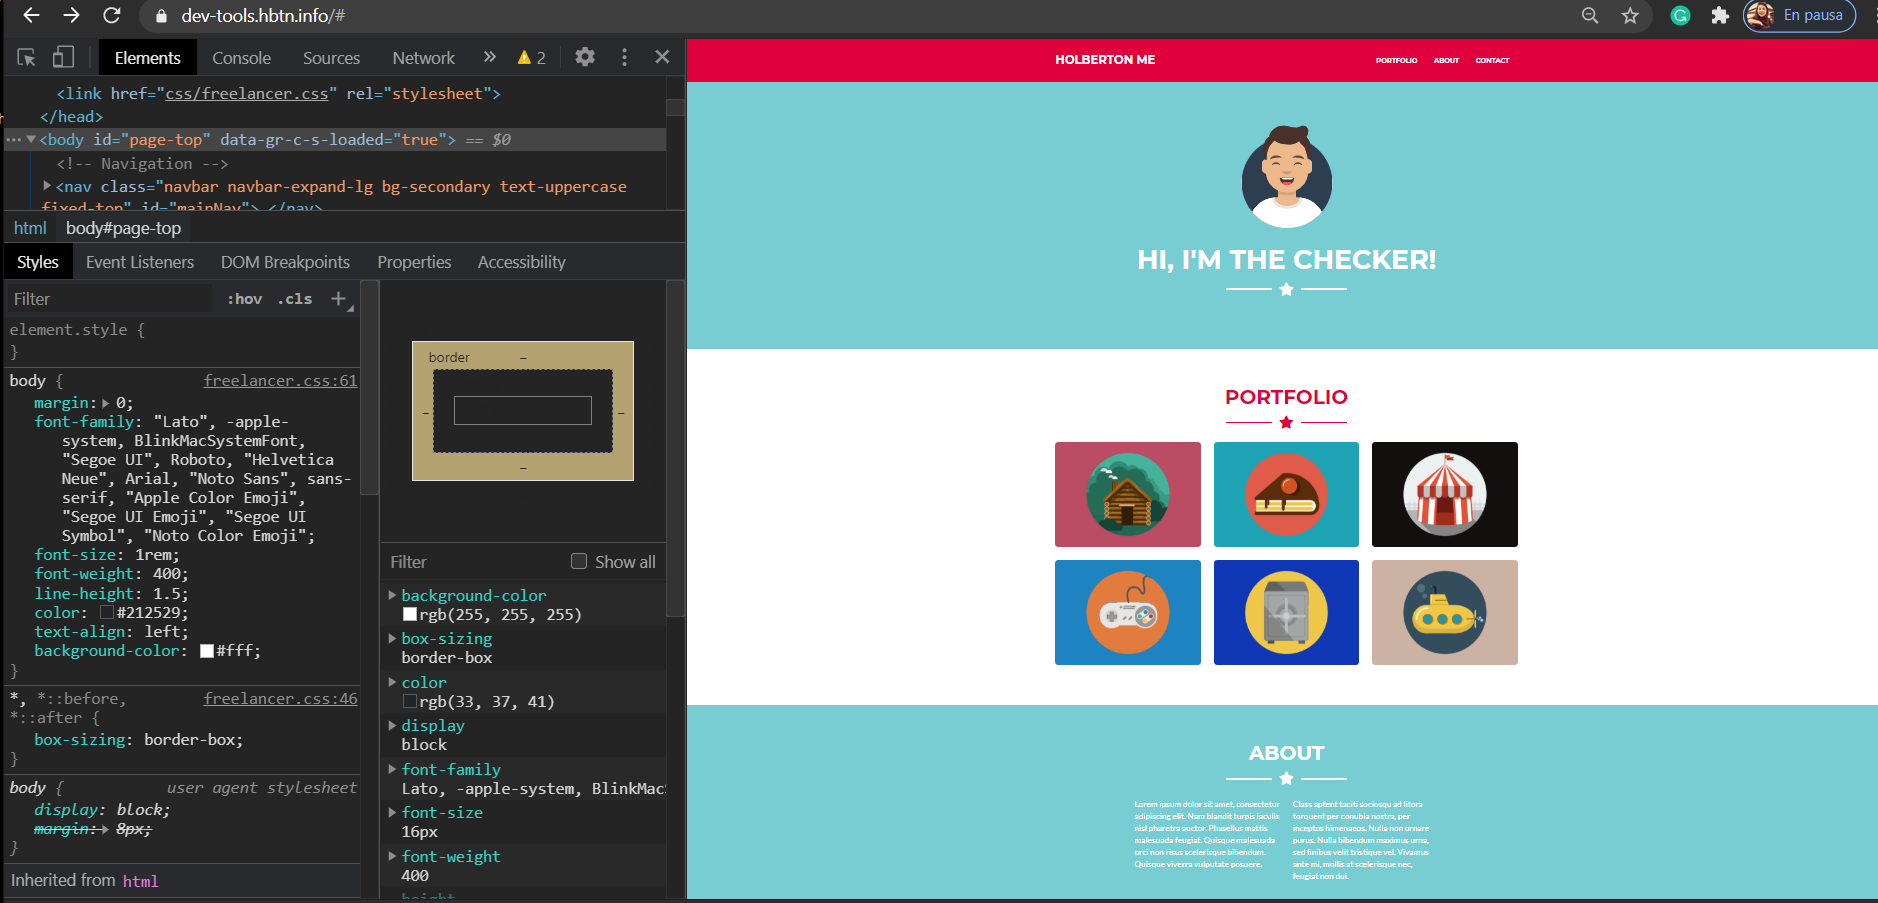 dev-tools.hbtn.info/#
En pausa
Elements Console Sources Network » 2
<link href="css/freelancer.css" rel="stylesheet">
</head>
<body id="page-top" data-gr-c-s-loaded="true"> == $0
<!-- Navigation -->
<nav class="navbar navbar-expand-lg bg-secondary text-uppercase
fixed-top" id="mainNav">…</nav>
html body#page-top
Styles Event Listeners DOM Breakpoints Properties Accessibility
Filter :hov .cls +
element.style {
}
body { freelancer.css:61
margin: 0;
font-family: "Lato", -apple-
system, BlinkMacSystemFont,
"Segoe UI", Roboto, "Helvetica
Neue", Arial, "Noto Sans", sans-
serif, "Apple Color Emoji",
"Segoe UI Emoji", "Segoe UI
Symbol", "Noto Color Emoji";
font-size: 1rem;
font-weight: 400;
line-height: 1.5;
color: #212529;
text-align: left;
background-color: #fff;
}
*, *::before, freelancer.css:46
*::after {
box-sizing: border-box;
}
body { user agent stylesheet
display: block;
margin: 8px;
}
Inherited from html
border –
– –
–
Filter Show all
background-color
rgb(255, 255, 255)
box-sizing
border-box
color
rgb(33, 37, 41)
display
block
font-family
Lato, -apple-system, BlinkMac
font-size
16px
font-weight
400
height
HOLBERTON ME
PORTFOLIO ABOUT CONTACT
HI, I'M THE CHECKER!
PORTFOLIO
ABOUT
Lorem ipsum dolor sit amet, consectetur
adipiscing elit. Nam blandit turpis iaculis
nisl pharetra auctor. Phasellus mattis
malesuada feugiat. Quisque malesuada
orci non risus scelerisque bibendum.
Quisque viverra vulputate posuere.
Class aptent taciti sociosqu ad litora
torquent per conubia nostra, per
inceptos himenaeos. Nulla non ornare
purus. Nulla bibendum maximus urna,
sed finibus velit tristique vel. Vivamus
ante mi, mollis at scelerisque nec,
feugiat non dui.